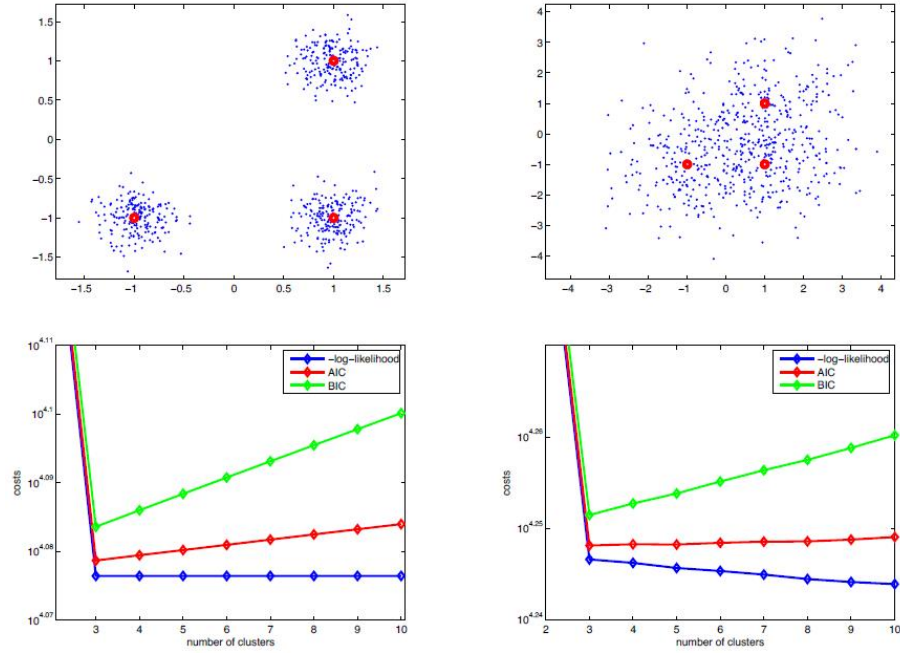 1.5
1
0.5
0
−0.5
−1
−1.5
−1.5 −1 −0.5 0 0.5 1 1.5
4
3
2
1
0
−1
−2
−3
−4
−4 −3 −2 −1 0 1 2 3 4
10^4.11
10^4.1
10^4.09
10^4.08
10^4.07
costs
−log−likelihood
AIC
BIC
3 4 5 6 7 8 9 10
number of clusters
10^4.26
10^4.25
10^4.24
costs
−log−likelihood
AIC
BIC
2 3 4 5 6 7 8 9 10
number of clusters